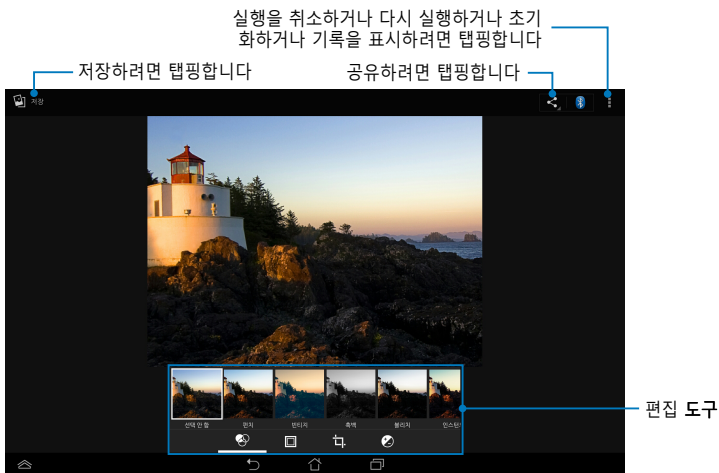 실행을 취소하거나 다시 실행하거나 초기
화하거나 기록을 표시하려면 탭핑합니다
저장하려면 탭핑합니다
공유하려면 탭핑합니다
저장
편집 도구
선택 안 함
펀치
빈티지
흑백
블리치
인스턴